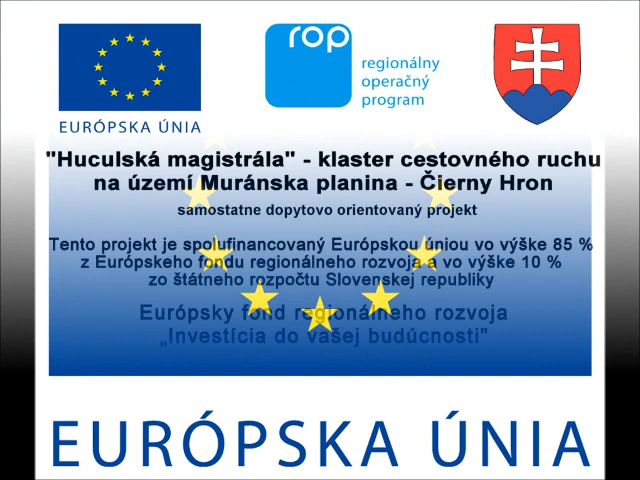 rop
regionálny
operačný
program
EURÓPSKA ÚNIA
"Huculská magistrála" - klaster cestovného ruchu
na území Muránska planina - Čierny Hron
samostatne dopytovo orientovaný projekt
Tento projekt je spolufinancovaný Európskou úniou vo výške 85 %
z Európskeho fondu regionálneho rozvoja a vo výške 10 %
zo štátneho rozpočtu Slovenskej republiky
Európsky fond regionálneho rozvoja
„Investícia do vašej budúcnosti"
EURÓPSKA ÚNIA